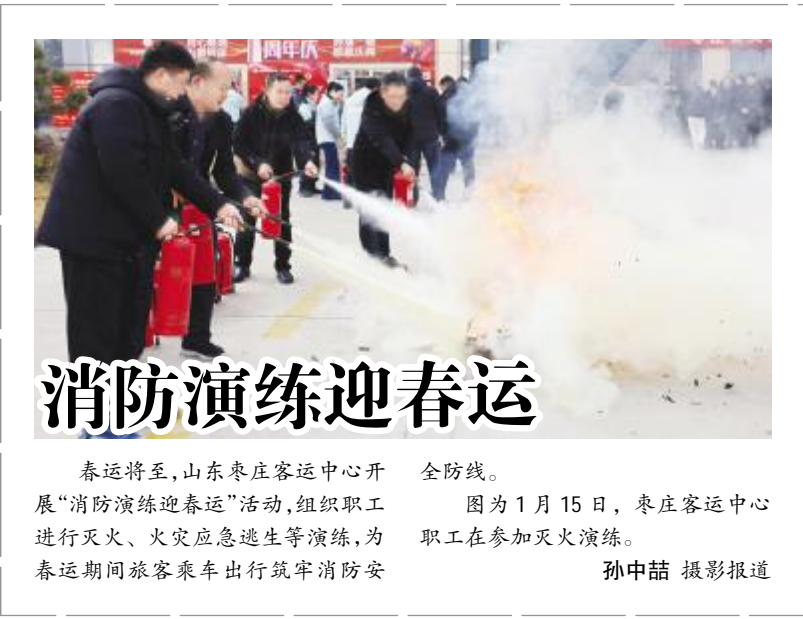 周年庆
消防演练迎春运
春运将至,山东枣庄客运中心开
展“消防演练迎春运”活动,组织职工
进行灭火、火灾应急逃生等演练,为
春运期间旅客乘车出行筑牢消防安
全防线。
图为1月15日，枣庄客运中心
职工在参加灭火演练。
孙中喆 摄影报道